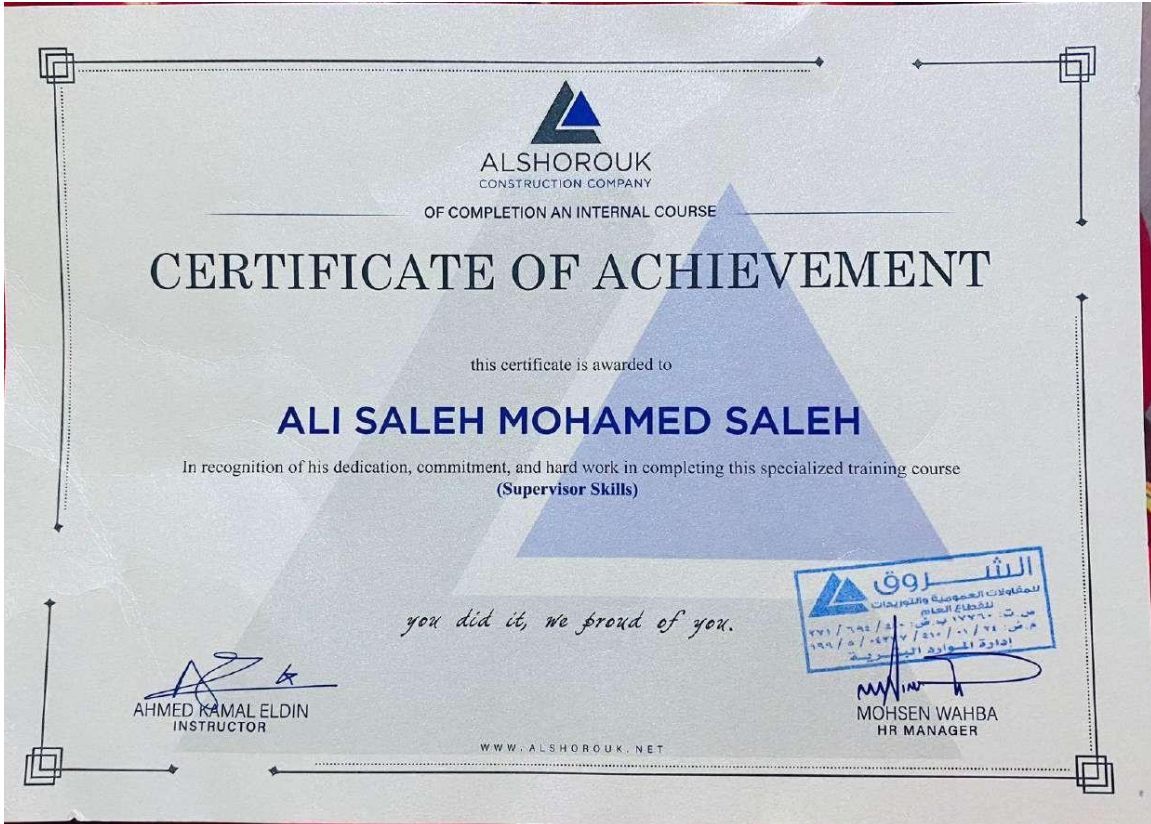 ALSHOROUK
CONSTRUCTION COMPANY
OF COMPLETION AN INTERNAL COURSE
CERTIFICATE OF ACHIEVEMENT
this certificate is awarded to
ALI SALEH MOHAMED SALEH
In recognition of his dedication, commitment, and hard work in completing this specialized training course
(Supervisor Skills)
you did it, we proud of you.
الشروق
للمقاولات العمومية والتوريدات
للقطاع العام
إدارة الموارد البشرية
AHMED KAMAL ELDIN
INSTRUCTOR
MOHSEN WAHBA
HR MANAGER
WWW.ALSHOROUK.NET